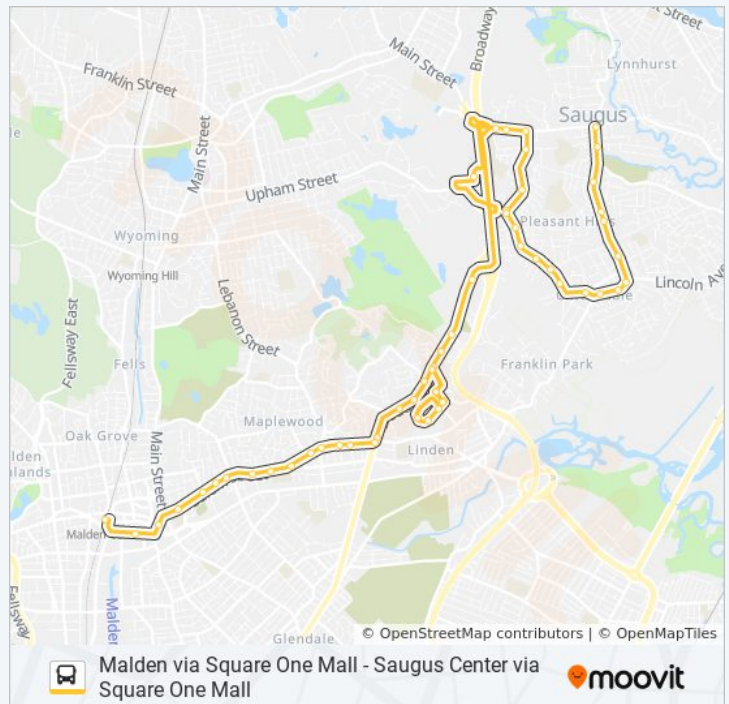 Main Street
Broadway
Street
Lynnhurst
Franklin Street
Saugus
Main Street
Upham Street
Wyoming
Pleasant Hills
Wyoming Hill
Lincoln Ave
Lebanon Street
Fellsway East
Fells
Franklin Park
Maplewood
Oak Grove
Main Street
Linden
Malden
Fellsway
Malden
Glendale
© OpenStreetMap contributors | © OpenMapTiles
Malden via Square One Mall - Saugus Center via
Square One Mall
moovit